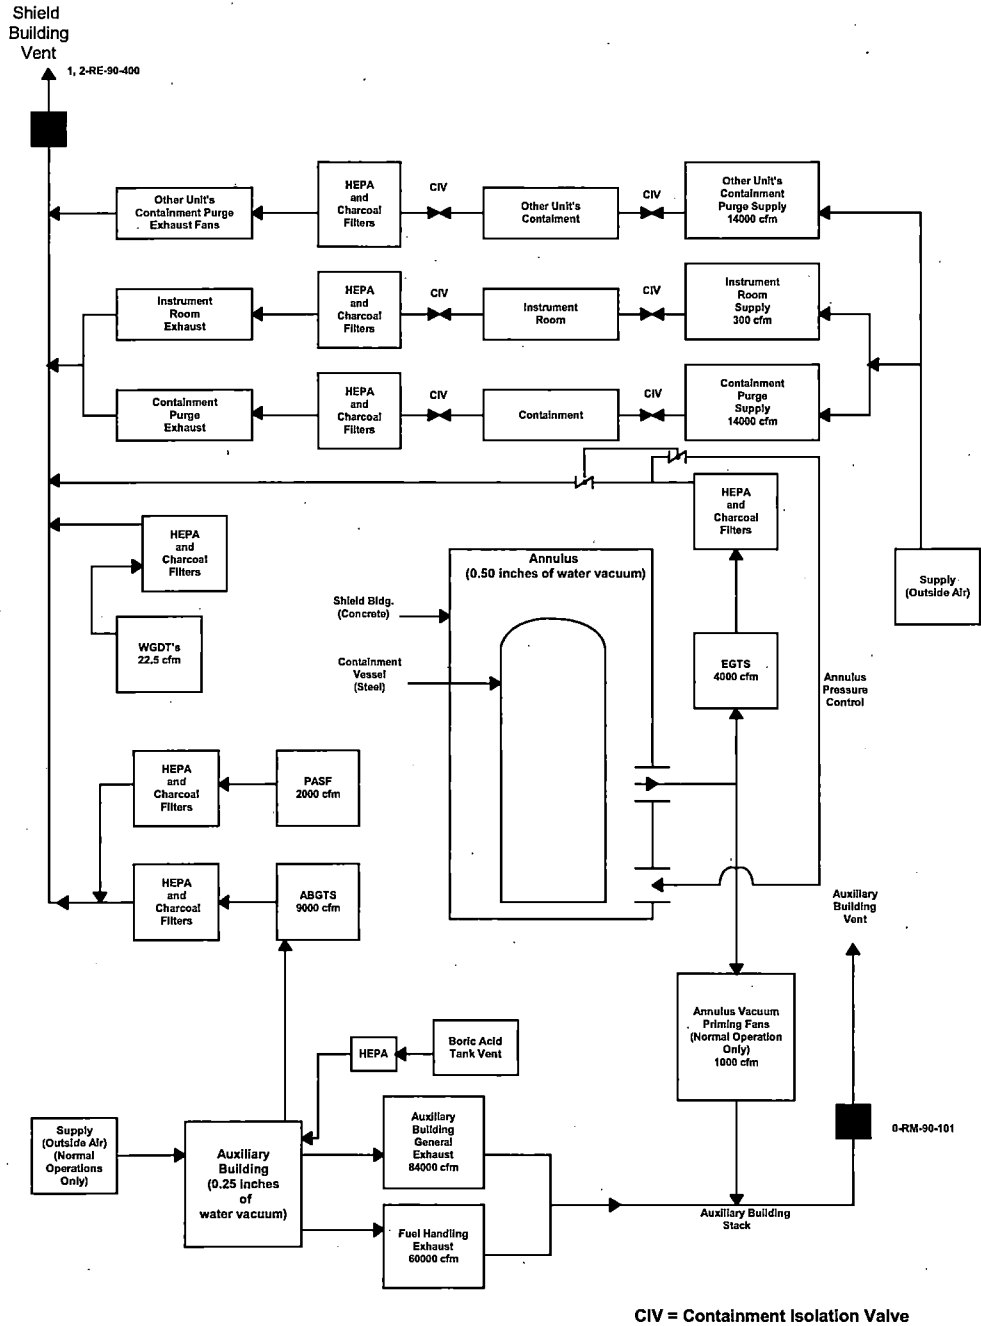 Shield
Building
Vent
1, 2-RE-90-400
Other Unit's
Containment Purge
Exhaust Fans
HEPA
and
Charcoal
Filters
CIV
Other Unit's
Contaiment
CIV
Other Unit's
Containment
Purge Supply
14000 cfm
Instrument
Room
Exhaust
HEPA
and
Charcoal
Filters
CIV
Instrument
Room
CIV
Instrument
Room
Supply
300 cfm
Containment
Purge
Exhaust
HEPA
and
Charcoal
Filters
CIV
Containment
CIV
Containment
Purge
Supply
14000 cfm
HEPA
and
Charcoal
Filters
HEPA
and
Charcoal
Filters
Annulus
(0.50 inches of water vacuum)
Supply
(Outside Air)
Shield Bldg.
(Concrete)
WGDT's
22.5 cfm
Containment
Vessel
(Steel)
EGTS
4000 cfm
Annulus
Pressure
Control
HEPA
and
Charcoal
Filters
PASF
2000 cfm
HEPA
and
Charcoal
Filters
ABGTS
9000 cfm
Auxiliary
Building
Vent
Annulus Vacuum
Priming Fans
(Normal Operation
Only)
1000 cfm
HEPA
Boric Acid
Tank Vent
Supply
(Outside Air)
(Normal
Operations
Only)
Auxiliary
Building
(0.25 inches
of
water vacuum)
Auxiliary
Building
General
Exhaust
84000 cfm
0-RM-90-101
Fuel Handling
Exhaust
60000 cfm
Auxiliary Building
Stack
CIV = Containment Isolation Valve